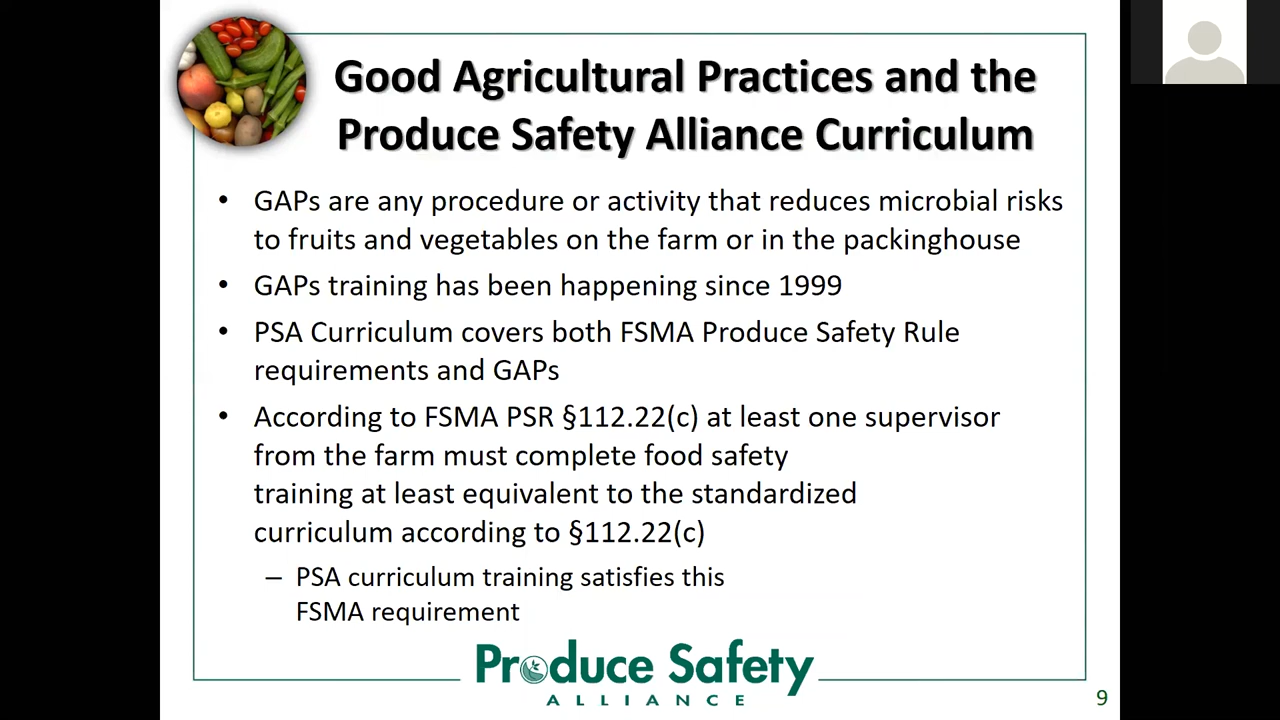 Good Agricultural Practices and the
Produce Safety Alliance Curriculum
• GAPs are any procedure or activity that reduces microbial risks
to fruits and vegetables on the farm or in the packinghouse
• GAPs training has been happening since 1999
• PSA Curriculum covers both FSMA Produce Safety Rule
requirements and GAPs
• According to FSMA PSR §112.22(c) at least one supervisor
from the farm must complete food safety
training at least equivalent to the standardized
curriculum according to §112.22(c)
– PSA curriculum training satisfies this
FSMA requirement
Produce Safety
ALLIANCE
9